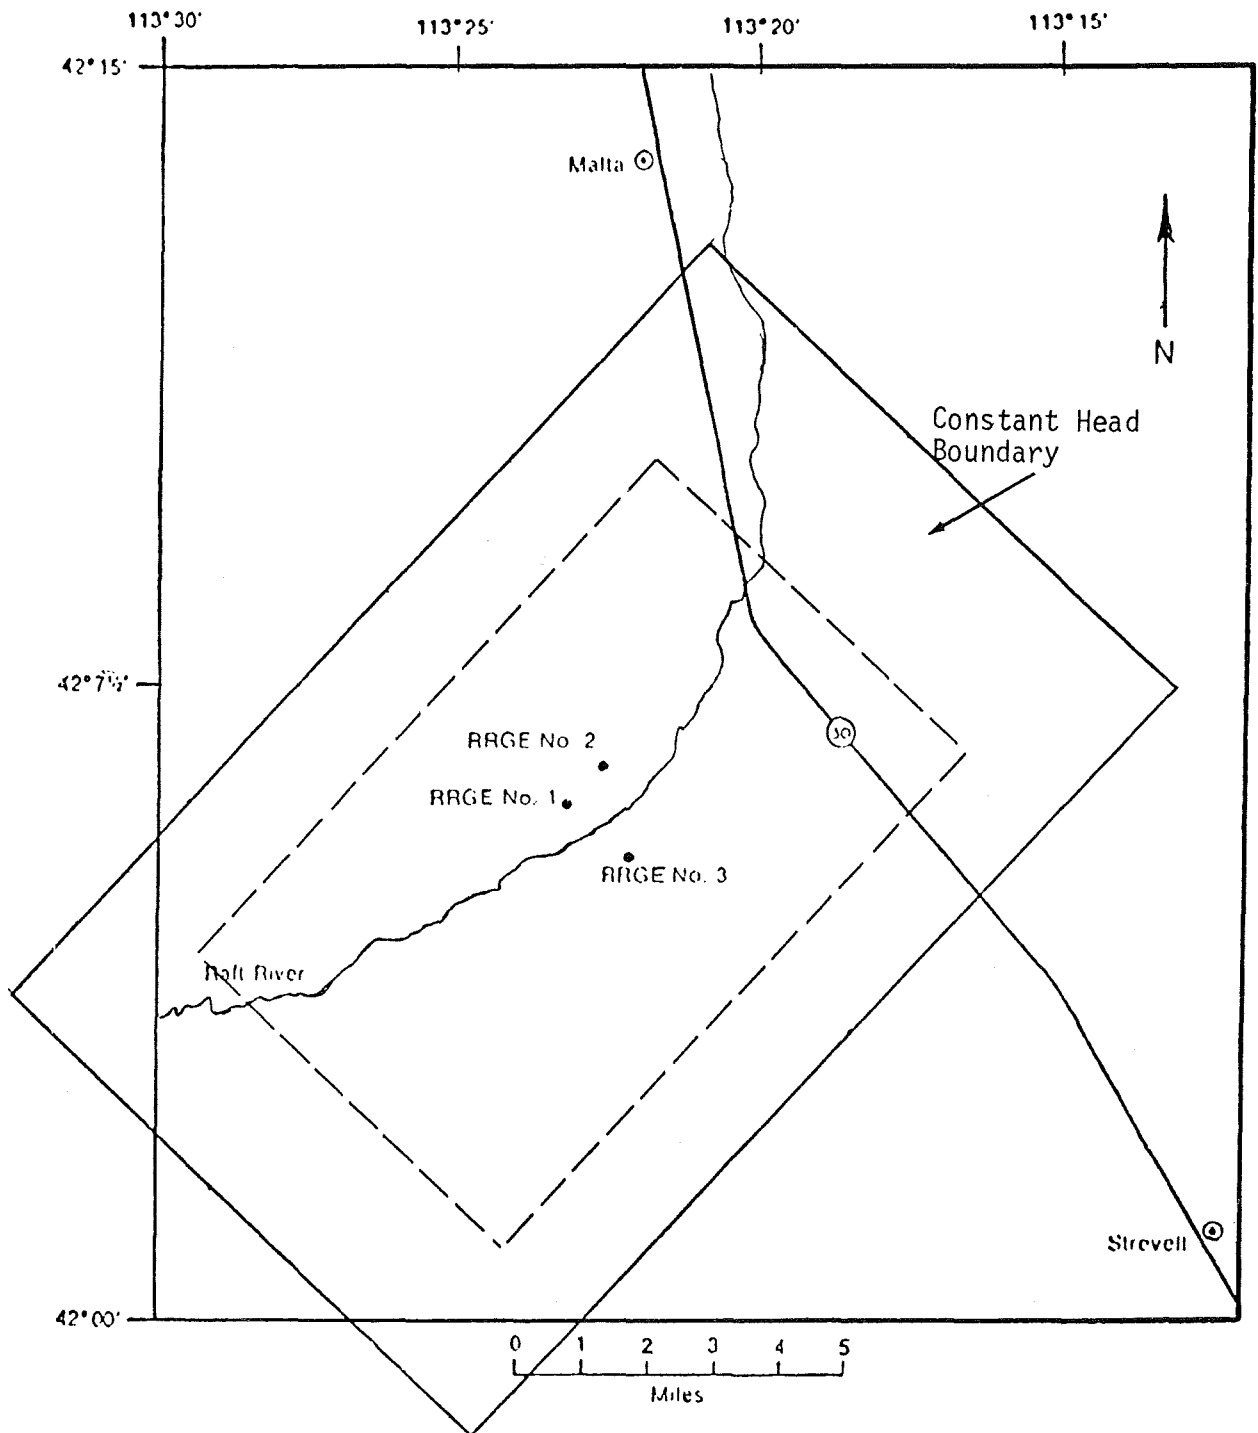 113°30' 113°25' 113°20' 113°15'
42°15'
Malta
N
Constant Head
Boundary
42°7½'
30
RRGE No. 2
RRGE No. 1
RRGE No. 3
Raft River
Strevell
42°00'
0 1 2 3 4 5
Miles